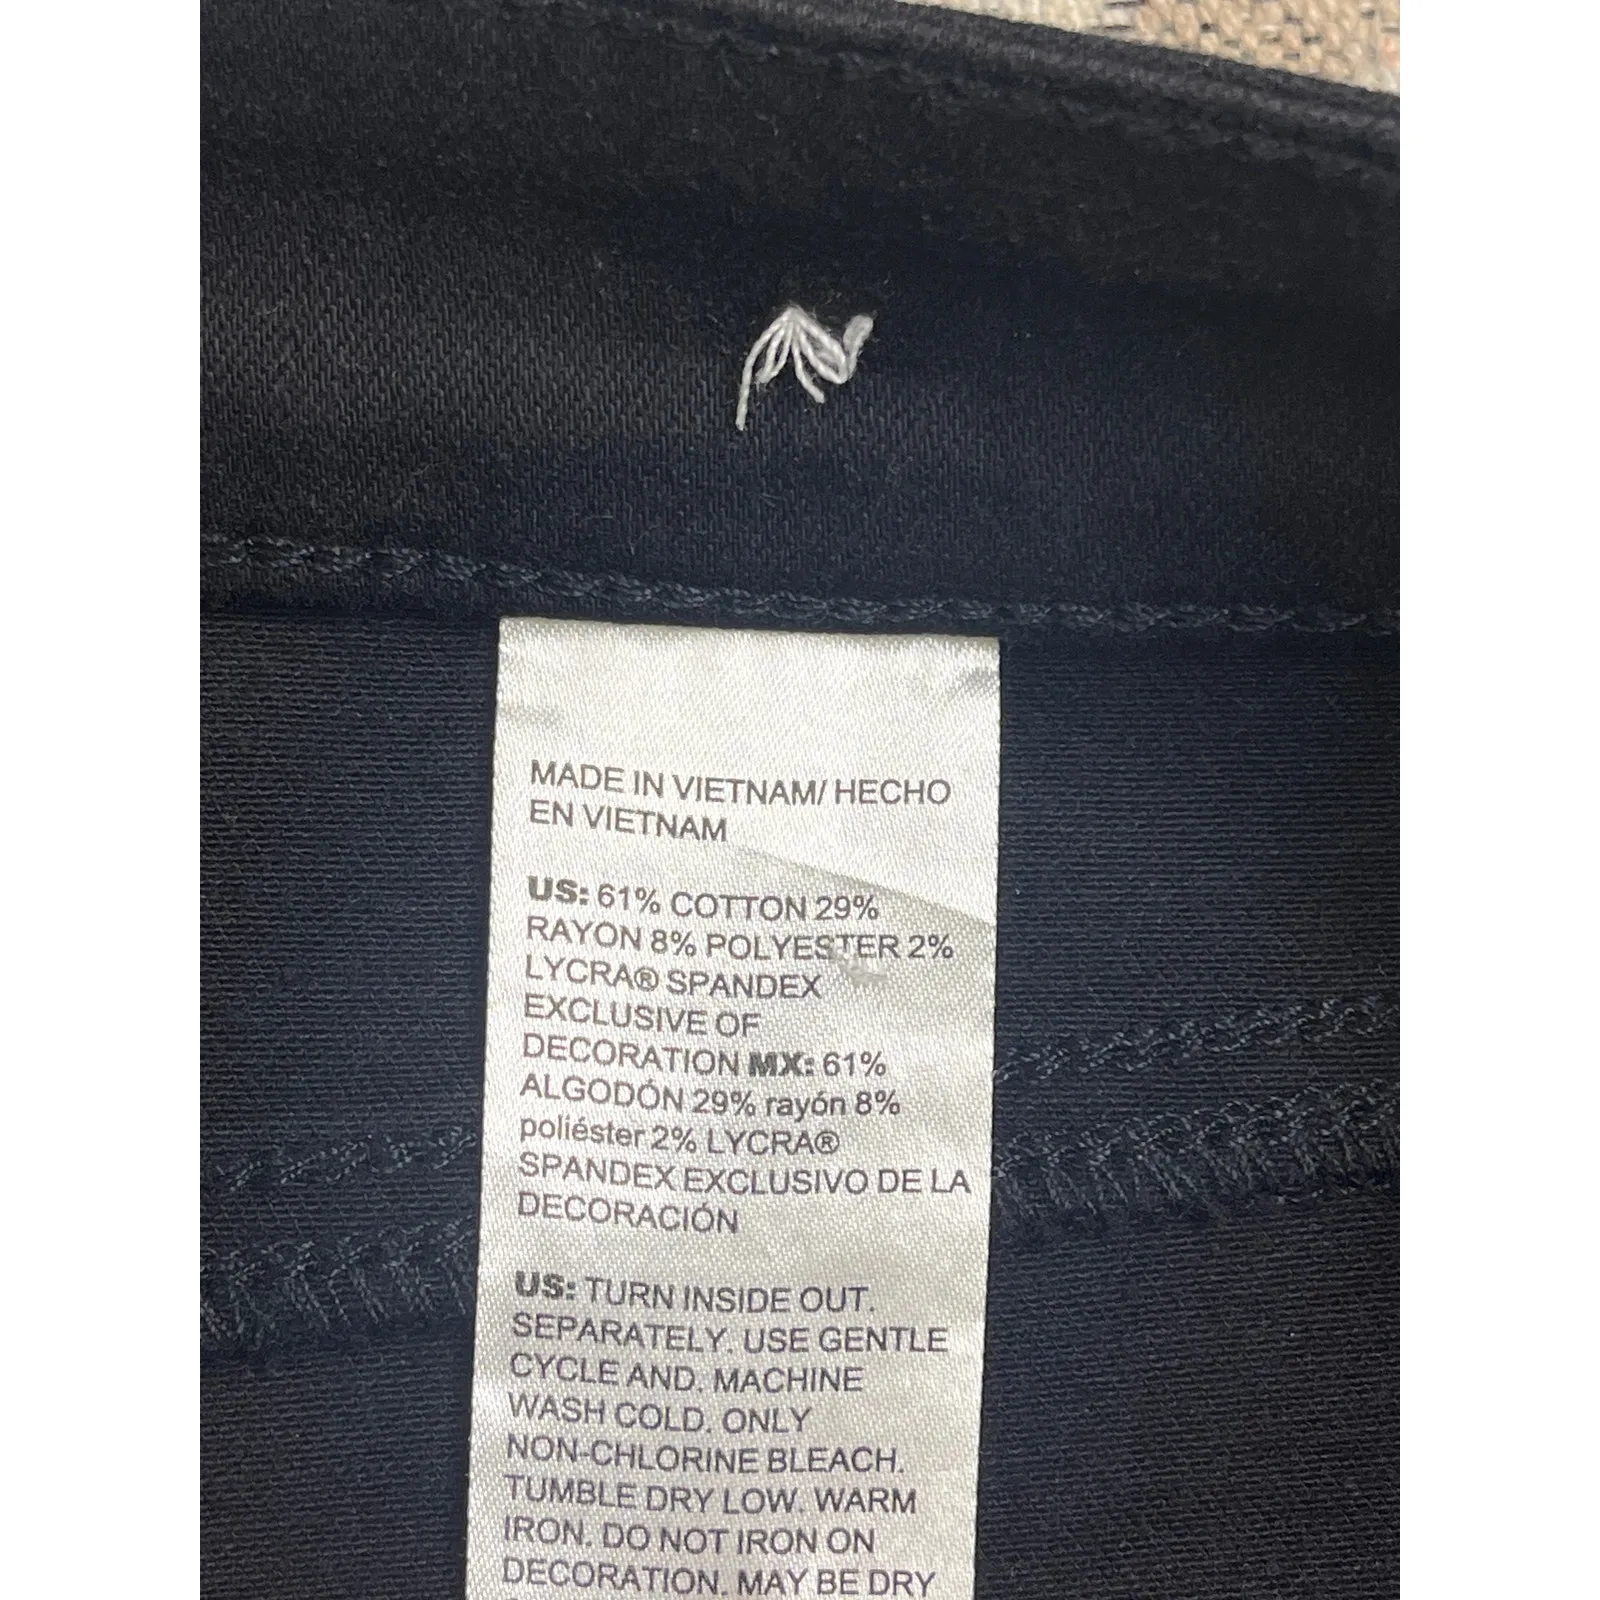 MADE IN VIETNAM/ HECHO
EN VIETNAM
US: 61% COTTON 29%
RAYON 8% POLYESTER 2%
LYCRA® SPANDEX
EXCLUSIVE OF
DECORATION MX: 61%
ALGODÓN 29% rayón 8%
poliéster 2% LYCRA®
SPANDEX EXCLUSIVO DE LA
DECORACIÓN
US: TURN INSIDE OUT.
SEPARATELY. USE GENTLE
CYCLE AND. MACHINE
WASH COLD. ONLY
NON-CHLORINE BLEACH.
TUMBLE DRY LOW. WARM
IRON. DO NOT IRON ON
DECORATION. MAY BE DRY